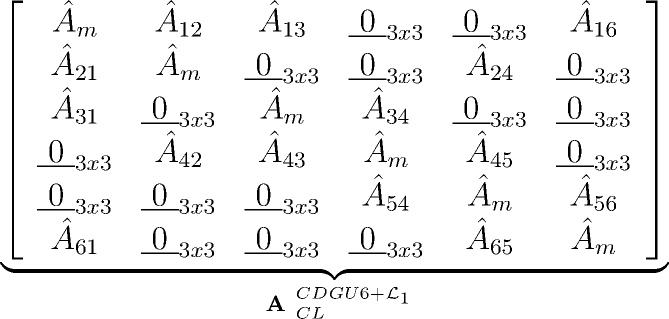 Â_m Â_12 Â_13 0_3x3 0_3x3 Â_16
Â_21 Â_m 0_3x3 0_3x3 Â_24 0_3x3
Â_31 0_3x3 Â_m Â_34 0_3x3 0_3x3
0_3x3 Â_42 Â_43 Â_m Â_45 0_3x3
0_3x3 0_3x3 0_3x3 Â_54 Â_m Â_56
Â_61 0_3x3 0_3x3 0_3x3 Â_65 Â_m
A_CL^CDGU6+ℒ_1